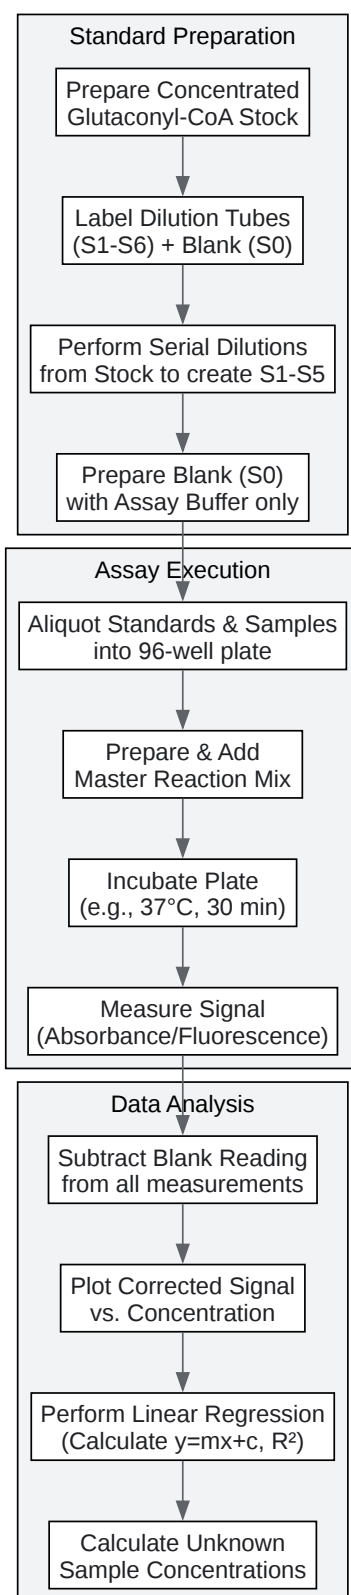 Standard Preparation
Prepare Concentrated
Glutaconyl-CoA Stock
Label Dilution Tubes
(S1-S6) + Blank (S0)
Perform Serial Dilutions
from Stock to create S1-S5
Prepare Blank (S0)
with Assay Buffer only
Assay Execution
Aliquot Standards & Samples
into 96-well plate
Prepare & Add
Master Reaction Mix
Incubate Plate
(e.g., 37°C, 30 min)
Measure Signal
(Absorbance/Fluorescence)
Data Analysis
Subtract Blank Reading
from all measurements
Plot Corrected Signal
vs. Concentration
Perform Linear Regression
(Calculate y=mx+c, R²)
Calculate Unknown
Sample Concentrations